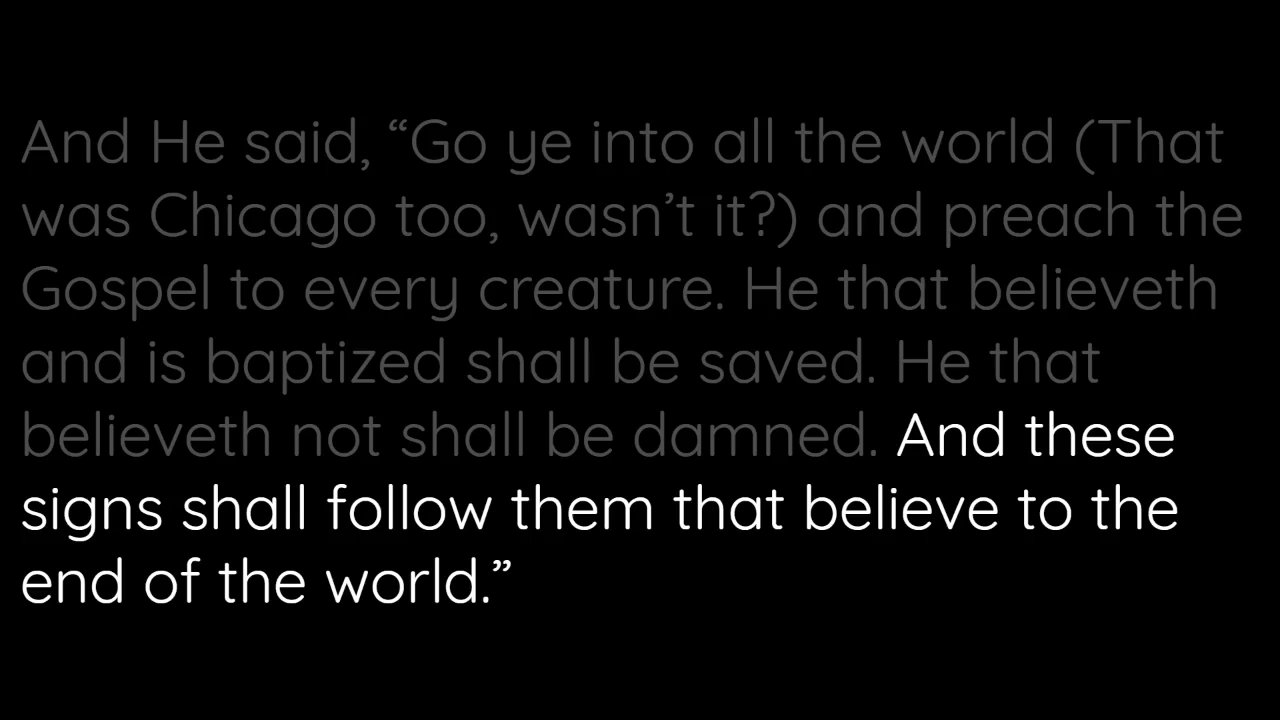 And He said, “Go ye into all the world (That
was Chicago too, wasn’t it?) and preach the
Gospel to every creature. He that believeth
and is baptized shall be saved. He that
believeth not shall be damned. And these
signs shall follow them that believe to the
end of the world.”